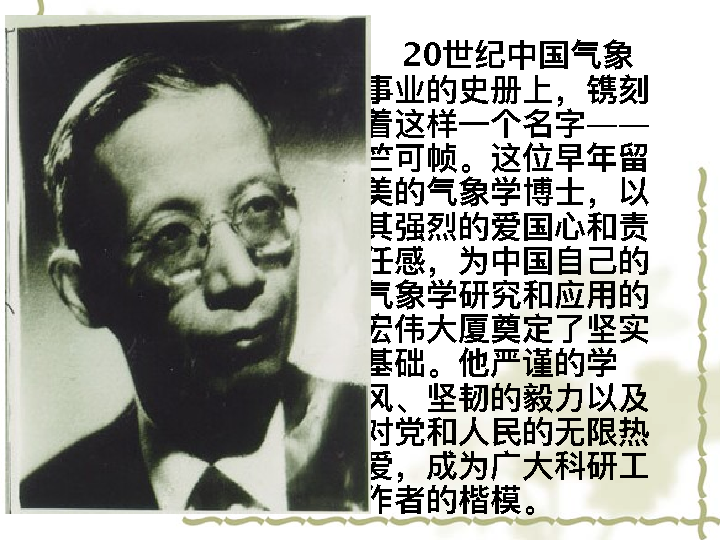 20世纪中国气象
事业的史册上，镌刻
着这样一个名字——
竺可帧。这位早年留
美的气象学博士，以
其强烈的爱国心和责
任感，为中国自己的
气象学研究和应用的
宏伟大厦奠定了坚实
基础。他严谨的学
风、坚韧的毅力以及
对党和人民的无限热
爱，成为广大科研工
作者的楷模。